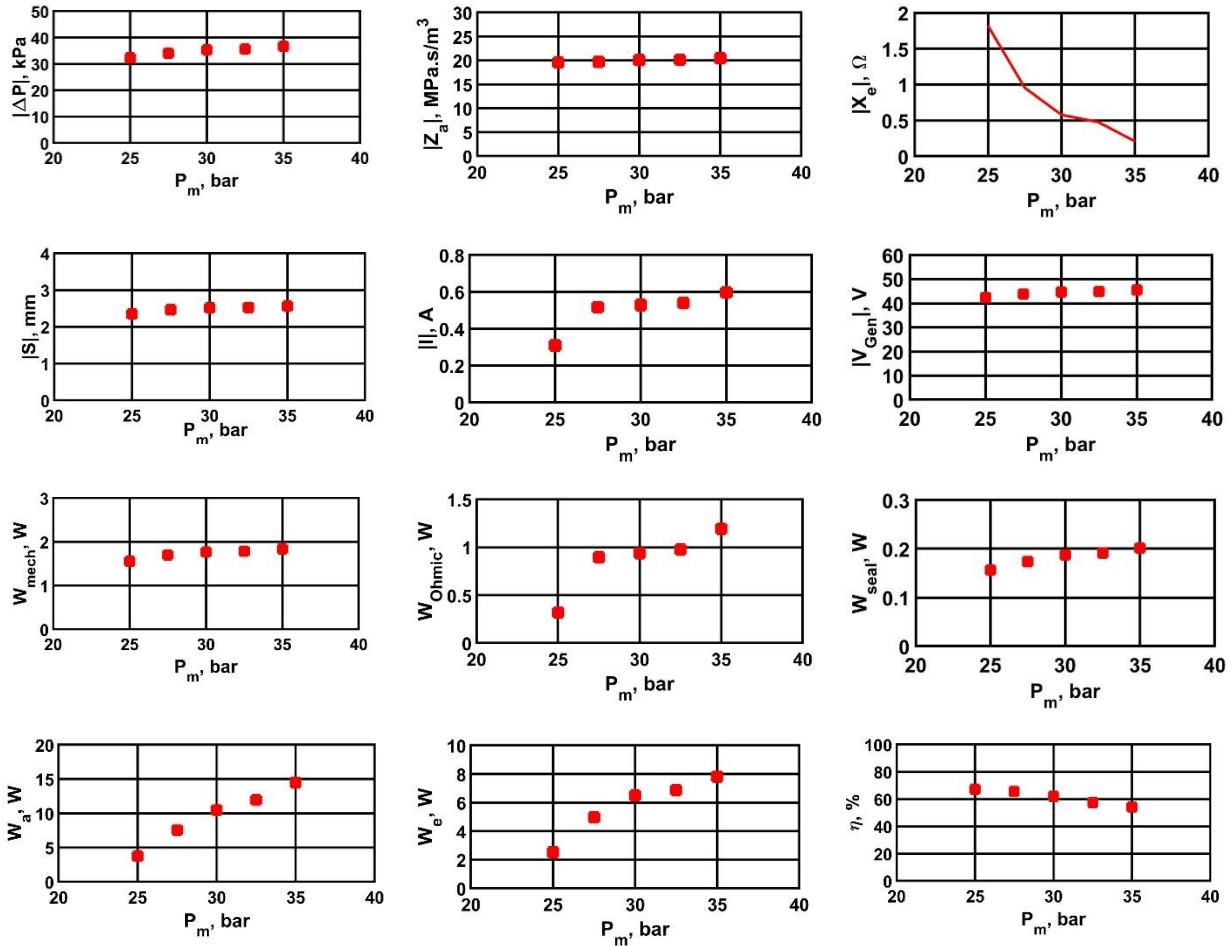 |ΔP|, kPa
50
40
30
20
10
0
20 25 30 35 40
P_m, bar
|Z_a|, MPa.s/m³
30
25
20
15
10
5
0
20 25 30 35 40
P_m, bar
|X_e|, Ω
2
1.5
1
0.5
0
20 25 30 35 40
P_m, bar
|S|, mm
4
3
2
1
0
20 25 30 35 40
P_m, bar
|I|, A
0.8
0.6
0.4
0.2
0
20 25 30 35 40
P_m, bar
|V_Gen|, V
60
50
40
30
20
10
0
20 25 30 35 40
P_m, bar
W_mech, W
3
2
1
0
20 25 30 35 40
P_m, bar
W_Ohmic, W
1.5
1
0.5
0
20 25 30 35 40
P_m, bar
W_seal, W
0.3
0.2
0.1
0
20 25 30 35 40
P_m, bar
W_a, W
20
15
10
5
0
20 25 30 35 40
P_m, bar
W_e, W
10
8
6
4
2
0
20 25 30 35 40
P_m, bar
η, %
100
80
60
40
20
0
20 25 30 35 40
P_m, bar